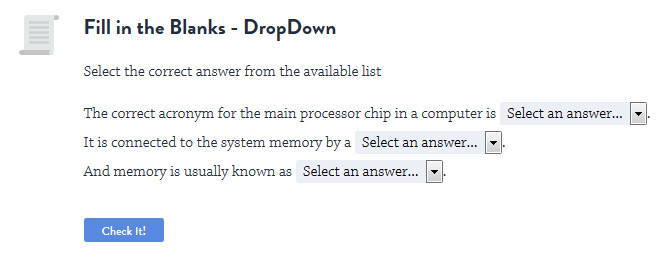 Fill in the Blanks - DropDown
Select the correct answer from the available list
The correct acronym for the main processor chip in a computer is Select an answer... .
It is connected to the system memory by a Select an answer... .
And memory is usually known as Select an answer... .
Check It!